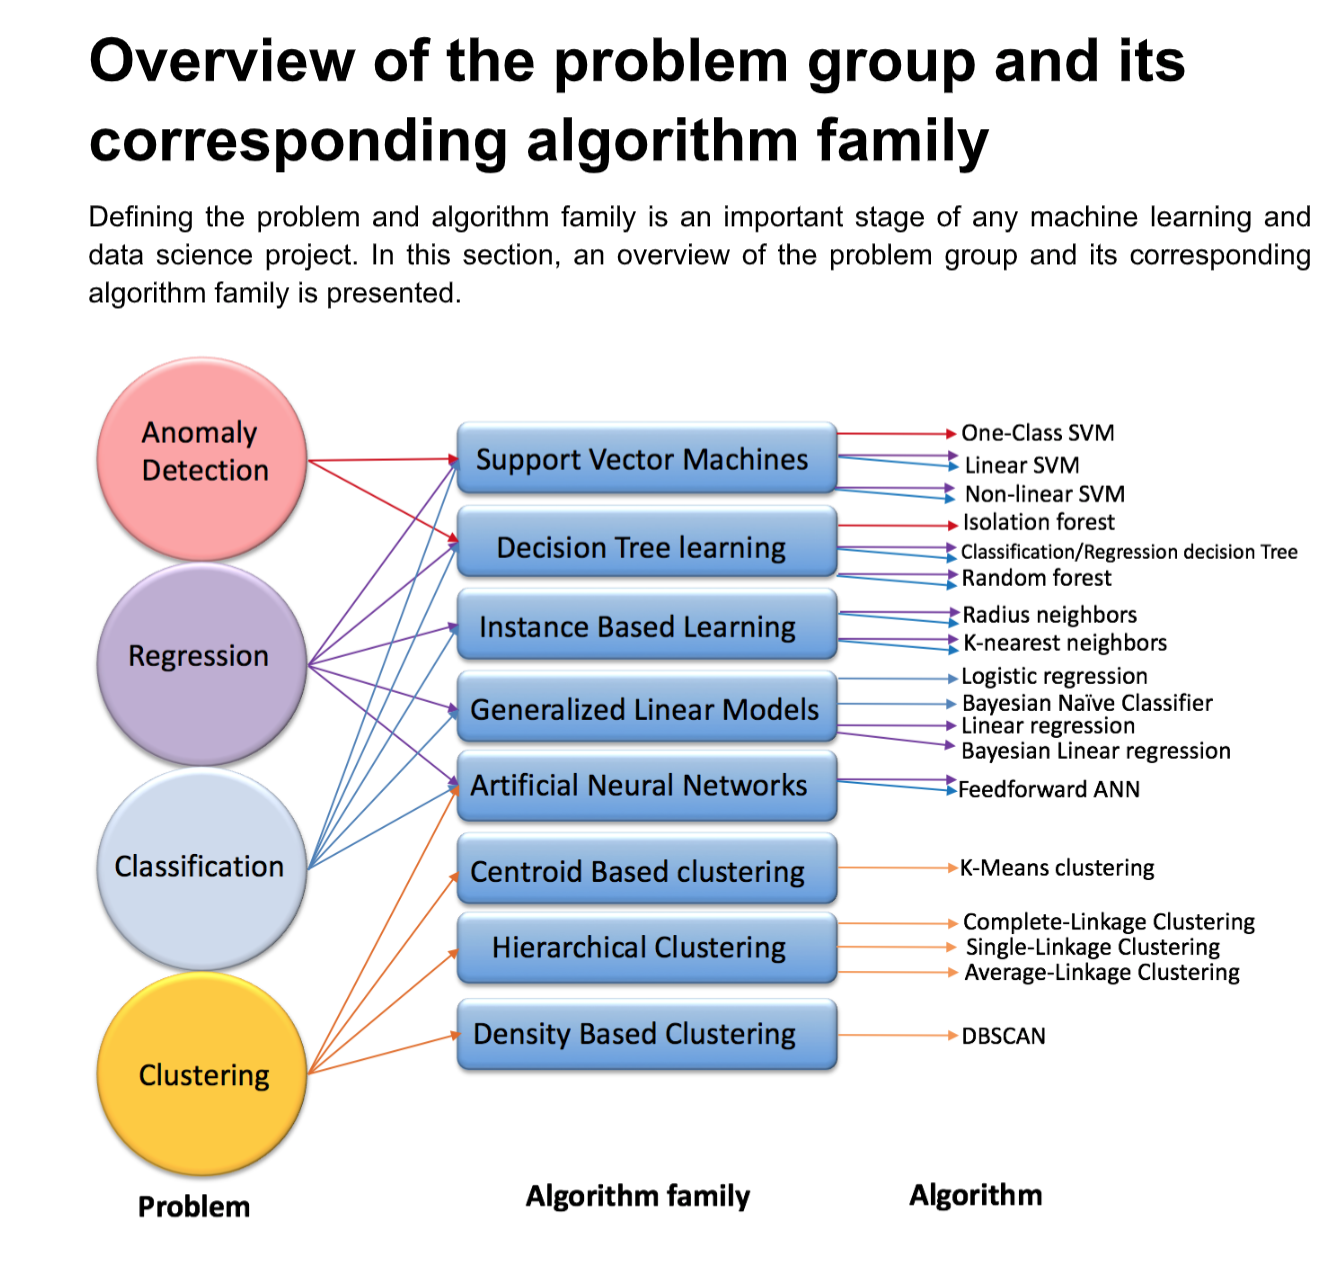 Overview of the problem group and its
corresponding algorithm family
Defining the problem and algorithm family is an important stage of any machine learning and
data science project. In this section, an overview of the problem group and its corresponding
algorithm family is presented.
Anomaly
Detection
Regression
Classification
Clustering
Problem
Support Vector Machines
Decision Tree learning
Instance Based Learning
Generalized Linear Models
Artificial Neural Networks
Centroid Based clustering
Hierarchical Clustering
Density Based Clustering
Algorithm family
One-Class SVM
Linear SVM
Non-linear SVM
Isolation forest
Classification/Regression decision Tree
Random forest
Radius neighbors
K-nearest neighbors
Logistic regression
Bayesian Naïve Classifier
Linear regression
Bayesian Linear regression
Feedforward ANN
K-Means clustering
Complete-Linkage Clustering
Single-Linkage Clustering
Average-Linkage Clustering
DBSCAN
Algorithm